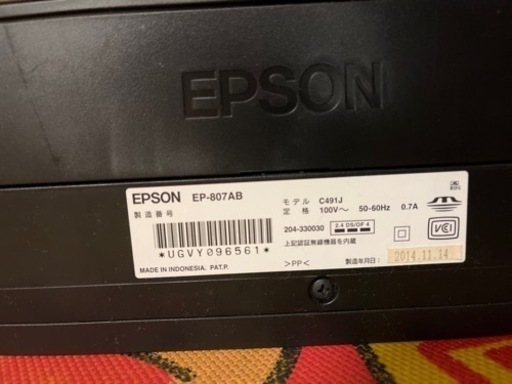 EPSON
EPSON EP-807AB
製造番号
*UGVY096561*
MADE IN INDONESIA. PAT.P.
モデル C491J
定格 100V～ 50-60Hz 0.7A
204-330030 2.4 DS/OF 4
上記認証無線機器を内蔵
>PP<
製造年月日: 2014.11.14
VCI